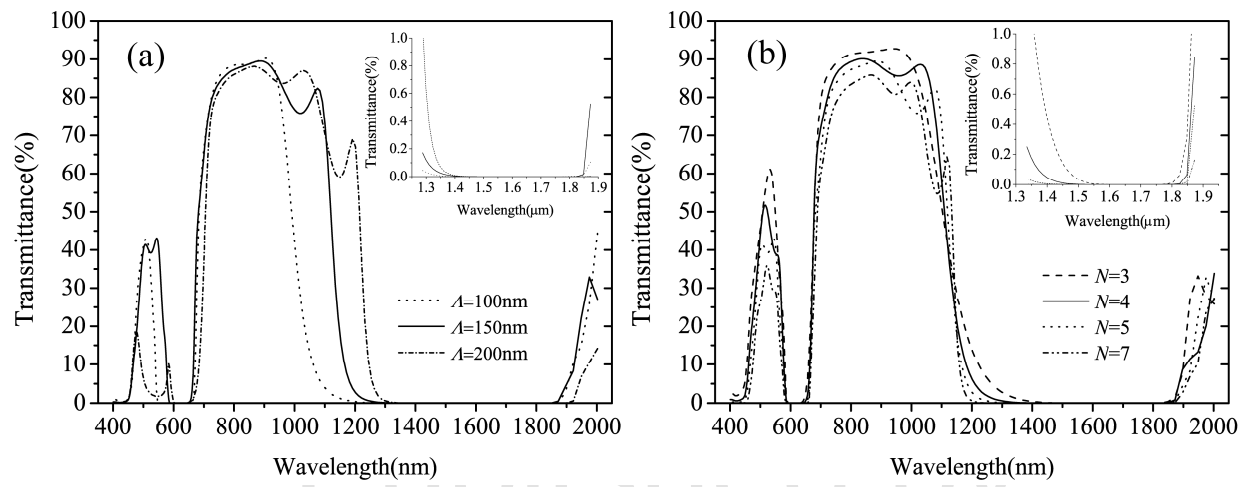 (a)
Transmittance(%)
100
90
80
70
60
50
40
30
20
10
0
400 600 800 1000 1200 1400 1600 1800 2000
Wavelength(nm)
Transmittance(%)
1.0
0.8
0.6
0.4
0.2
0.0
1.3 1.4 1.5 1.6 1.7 1.8 1.9
Wavelength(μm)
Λ=100nm
Λ=150nm
Λ=200nm
(b)
Transmittance(%)
100
90
80
70
60
50
40
30
20
10
0
400 600 800 1000 1200 1400 1600 1800 2000
Wavelength(nm)
Transmittance(%)
1.0
0.8
0.6
0.4
0.2
0.0
1.3 1.4 1.5 1.6 1.7 1.8 1.9
Wavelength(μm)
N=3
N=4
N=5
N=7